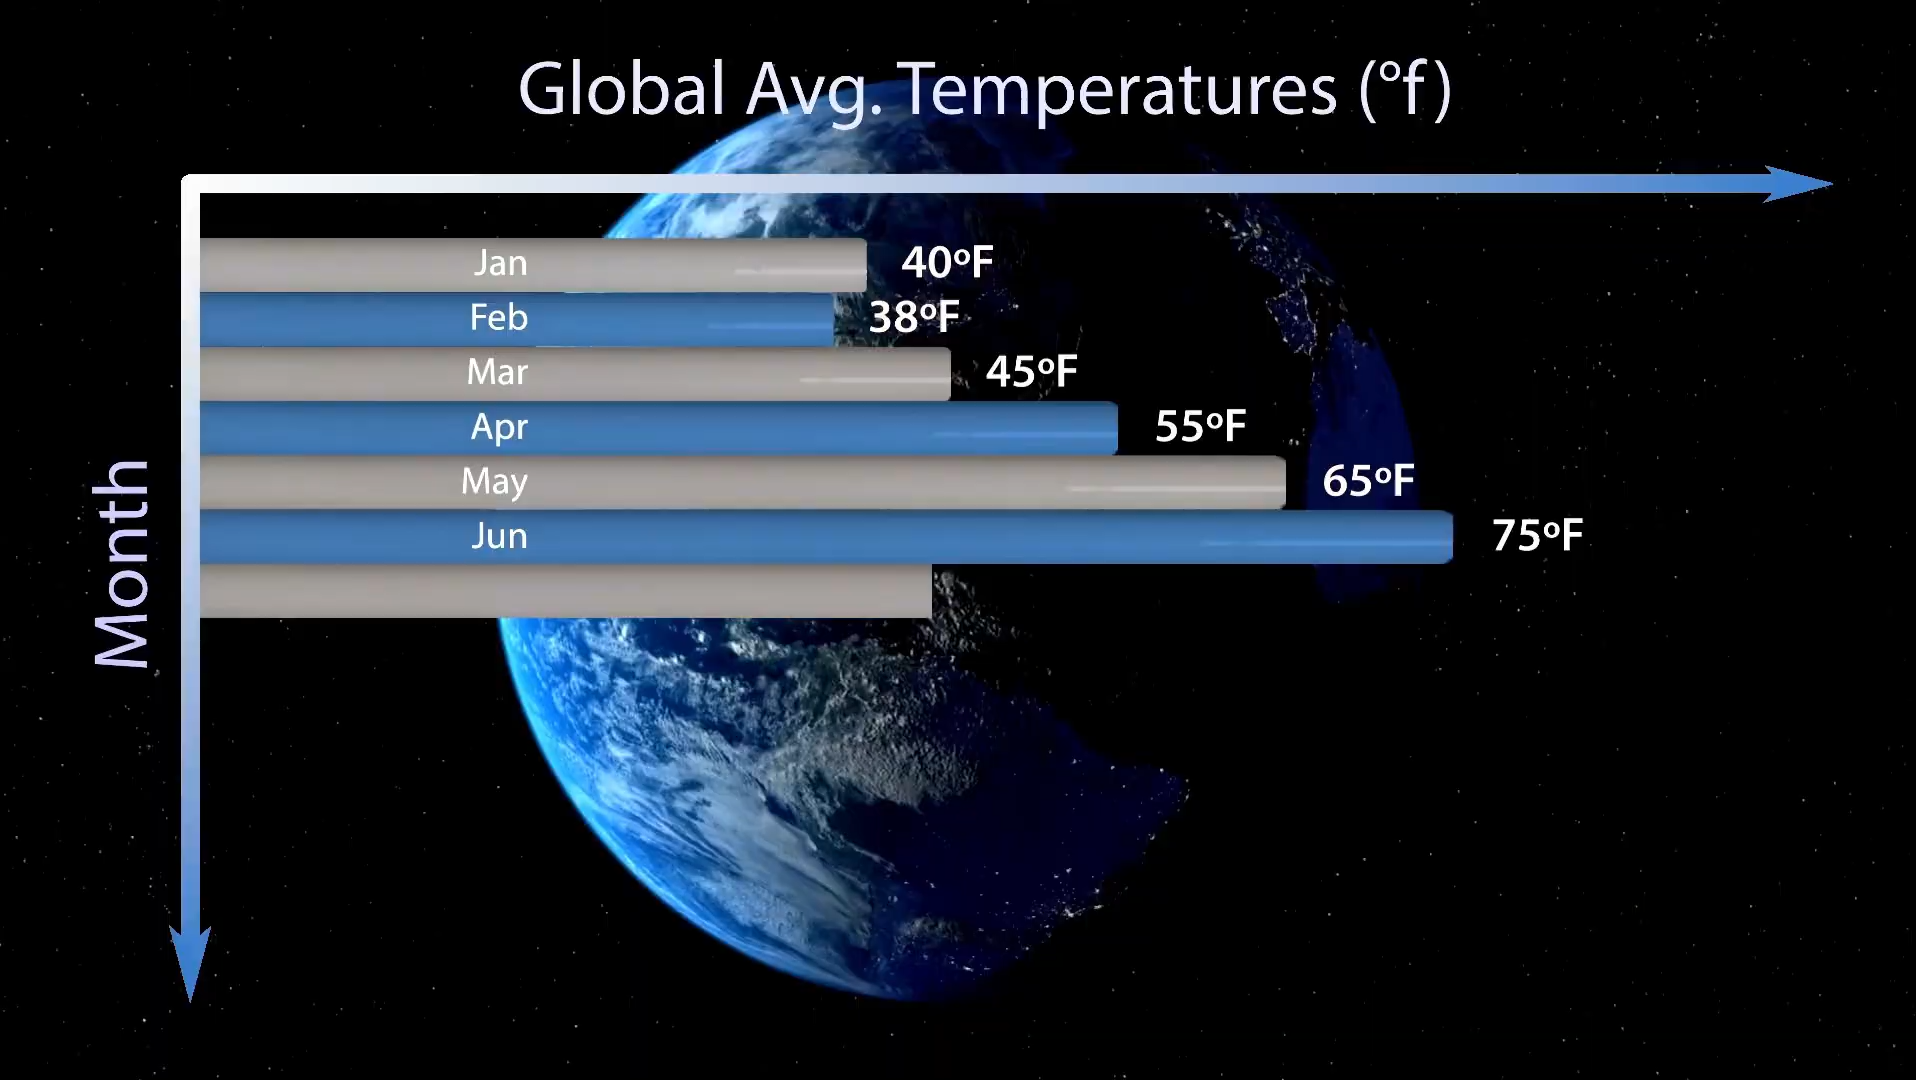 Global Avg. Temperatures (°f)
Jan 40ºF
Feb 38ºF
Mar 45ºF
Apr 55ºF
May 65ºF
Jun 75ºF
Month